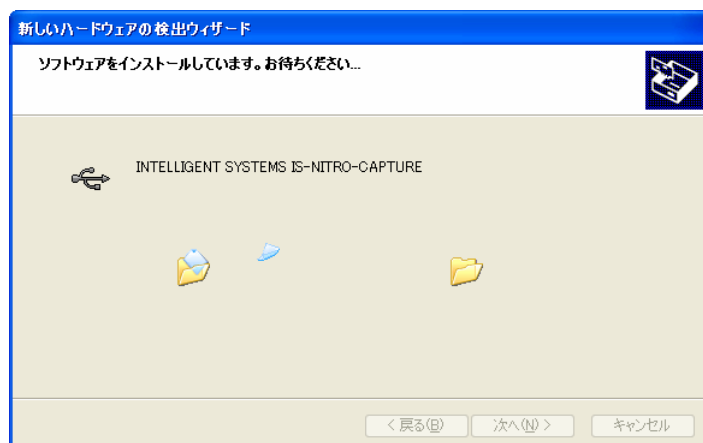 新しいハードウェアの検出ウィザード
ソフトウェアをインストールしています。お待ちください...
INTELLIGENT SYSTEMS IS-NITRO-CAPTURE
< 戻る(B) 次へ(N) > キャンセル